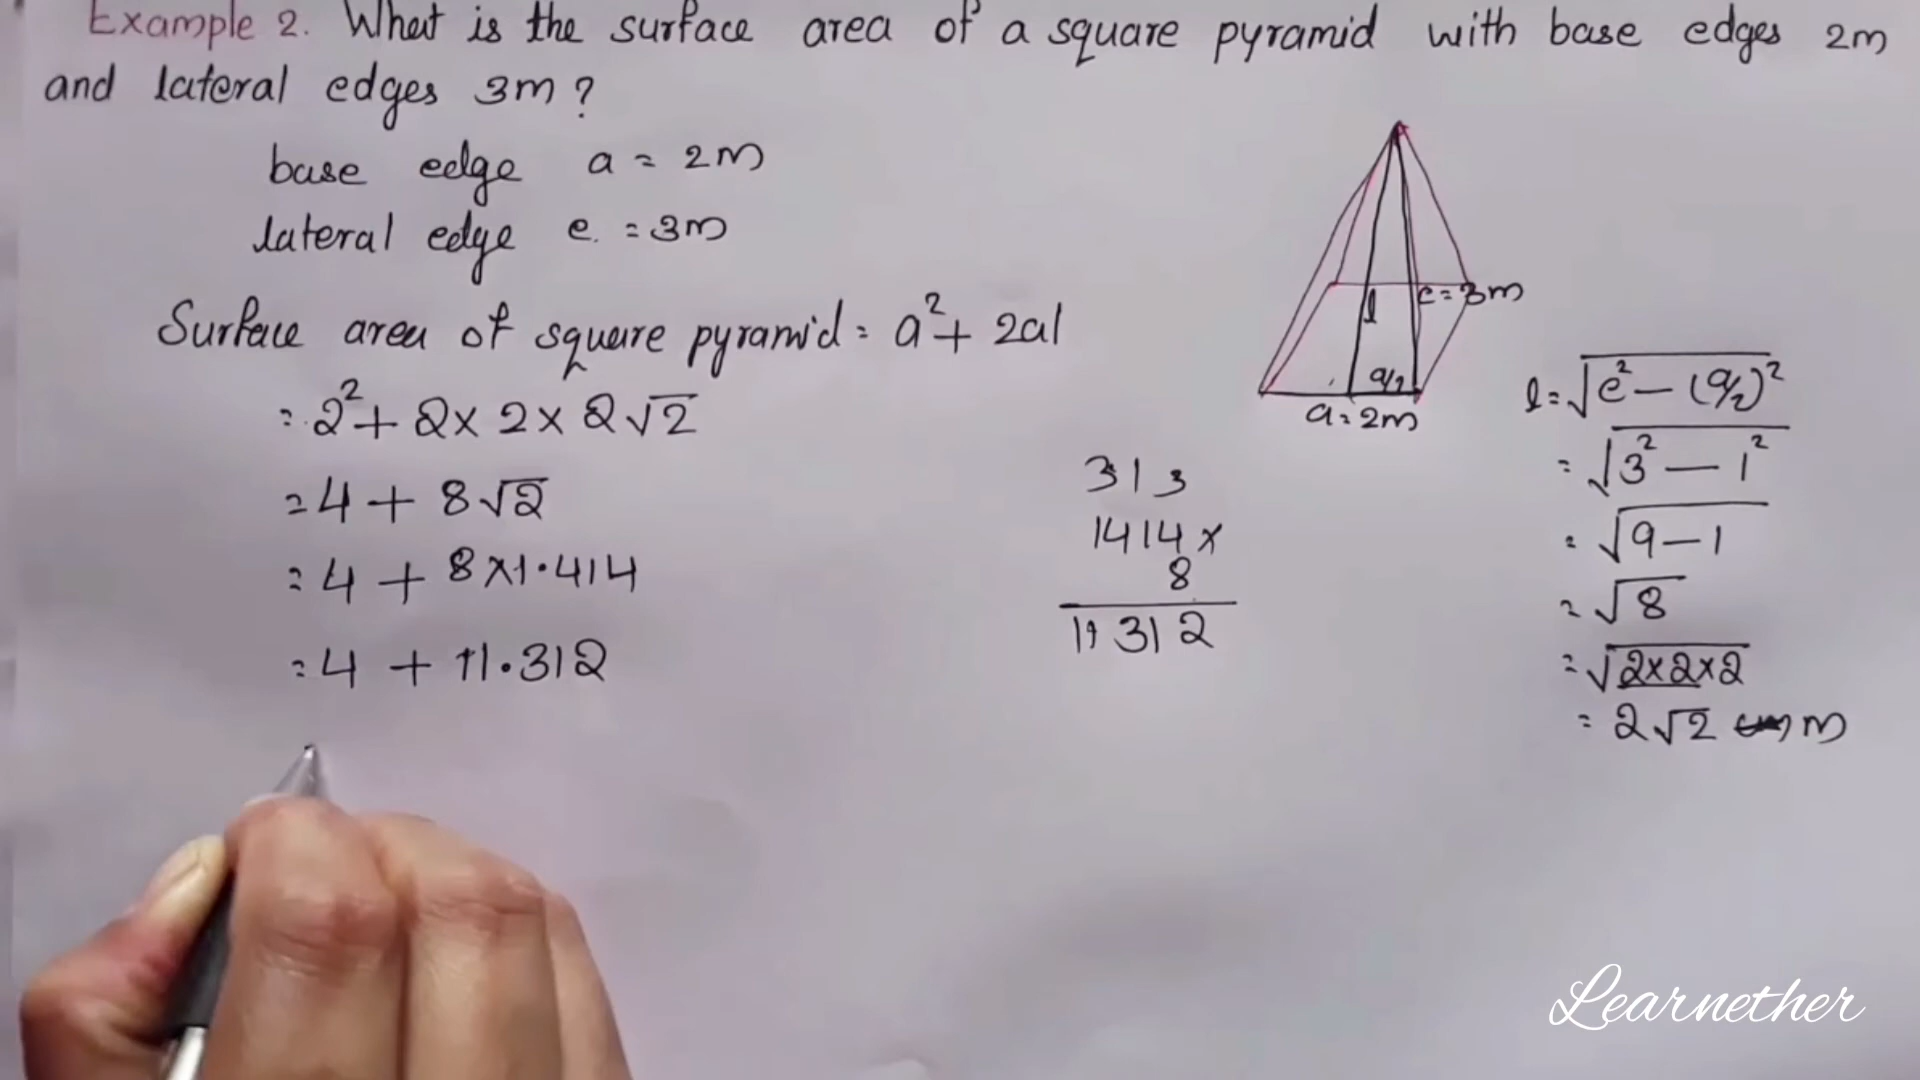 Example 2. What is the surface area of a square pyramid with base edges 2m
and lateral edges 3m?
base edge a = 2m
lateral edge e. = 3m
Surface area of square pyramid = a² + 2al
= 2² + 2 × 2 × 2√2
= 4 + 8√2
= 4 + 8×1.414
= 4 + 11.312
l
e = 3m
a/2
a = 2m
313
1414 ×
8
11312
l = √e² - (a/2)²
= √3² - 1²
= √9 - 1
= √8
= √2×2×2
= 2√2 m
Learnether